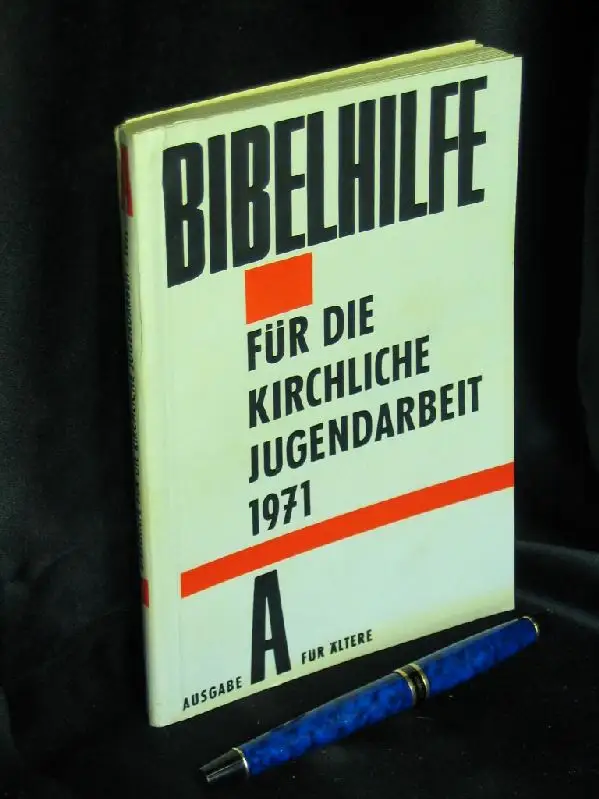 BIBELHILFE
FÜR DIE
KIRCHLICHE
JUGENDARBEIT
1971
AUSGABE A FÜR ÄLTERE
A